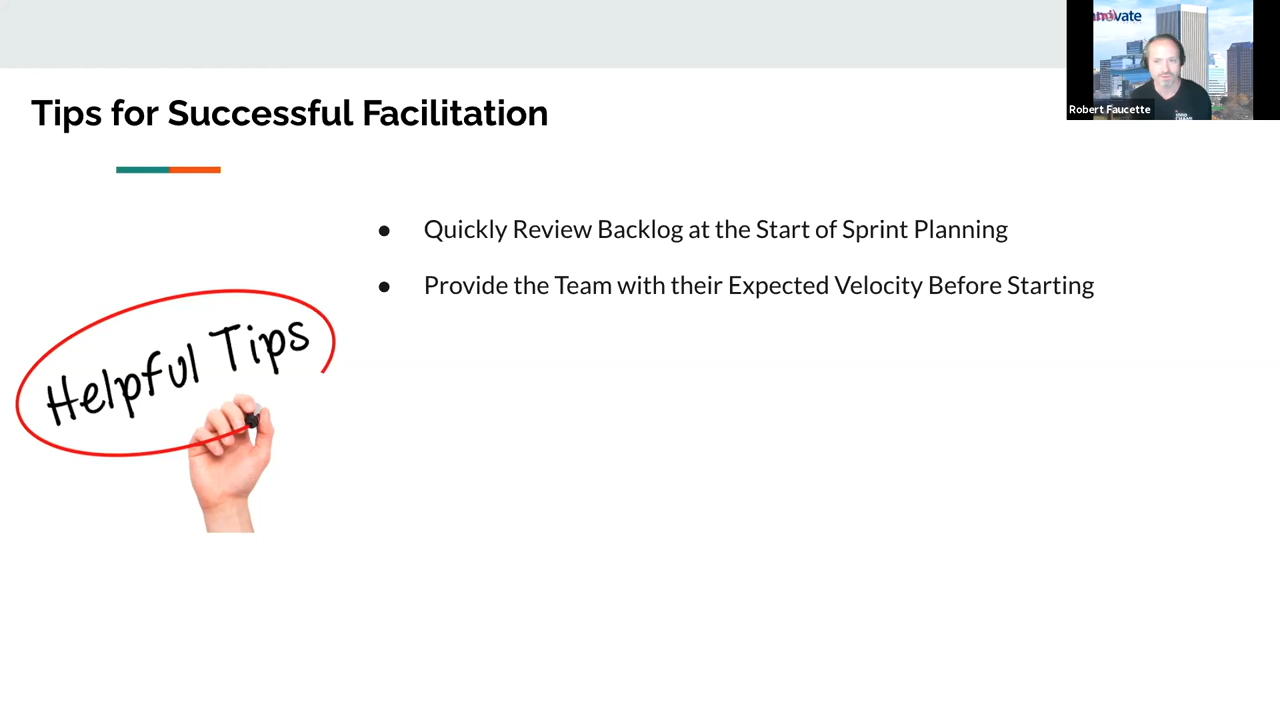 Tips for Successful Facilitation
Robert Faucette
● Quickly Review Backlog at the Start of Sprint Planning
● Provide the Team with their Expected Velocity Before Starting
Helpful Tips